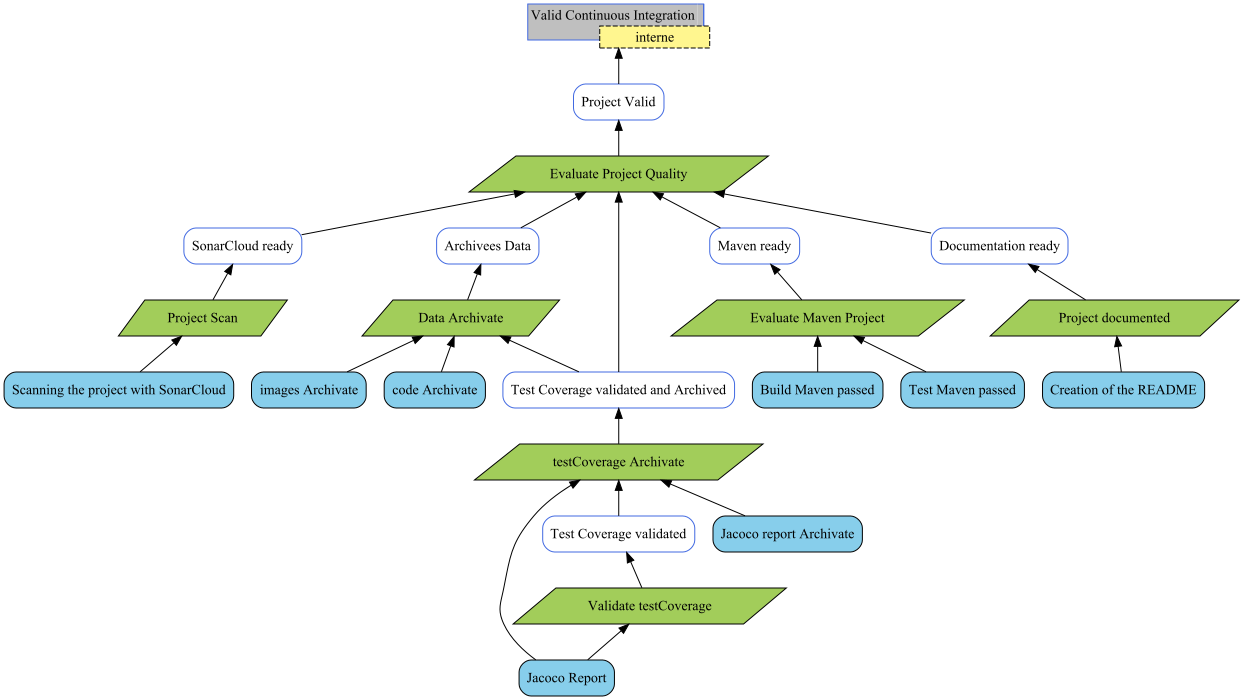 Valid Continuous Integration
interne
Project Valid
Evaluate Project Quality
SonarCloud ready
Archivees Data
Maven ready
Documentation ready
Project Scan
Data Archivate
Evaluate Maven Project
Project documented
Scanning the project with SonarCloud
images Archivate
code Archivate
Test Coverage validated and Archived
Build Maven passed
Test Maven passed
Creation of the README
testCoverage Archivate
Test Coverage validated
Jacoco report Archivate
Validate testCoverage
Jacoco Report